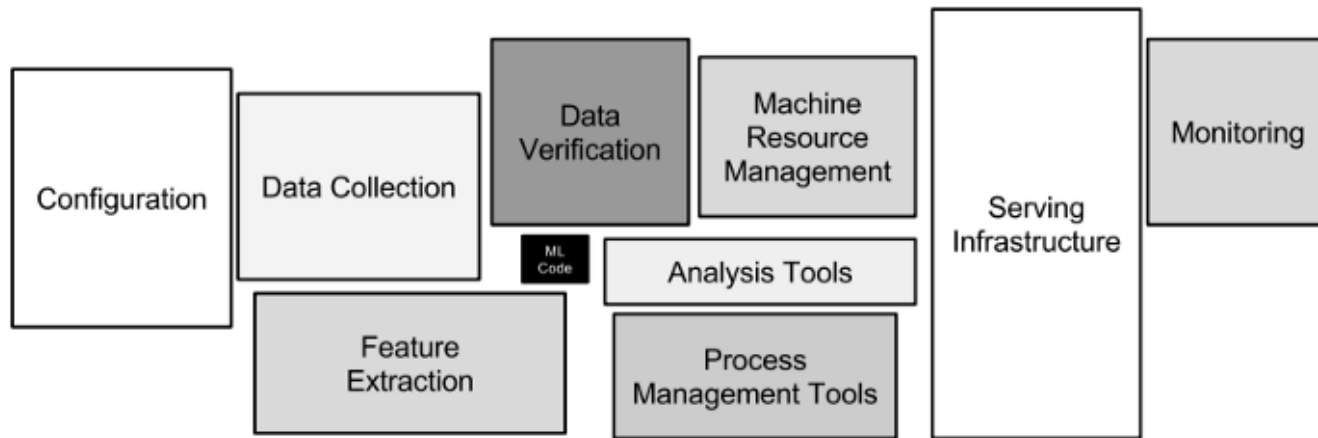 Configuration
Data Collection
Feature
Extraction
Data
Verification
ML
Code
Machine
Resource
Management
Analysis Tools
Process
Management Tools
Serving
Infrastructure
Monitoring